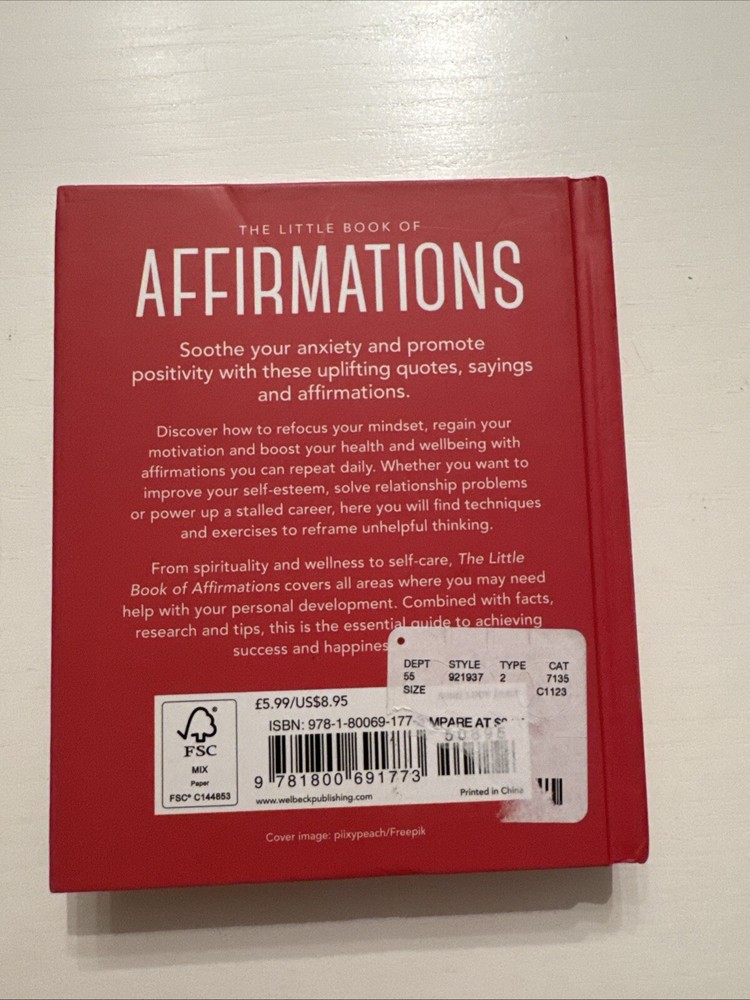 THE LITTLE BOOK OF
AFFIRMATIONS
Soothe your anxiety and promote
positivity with these uplifting quotes, sayings
and affirmations.
Discover how to refocus your mindset, regain your
motivation and boost your health and wellbeing with
affirmations you can repeat daily. Whether you want to
improve your self-esteem, solve relationship problems
or power up a stalled career, here you will find techniques
and exercises to reframe unhelpful thinking.
From spirituality and wellness to self-care, The Little
Book of Affirmations covers all areas where you may need
help with your personal development. Combined with facts,
research and tips, this is the essential guide to achieving
success and happines
DEPT STYLE TYPE CAT
55 921937 2 7135
SIZE C1123
£5.99/US$8.95
ISBN: 978-1-80069-177-
MPARE AT
50895
9 781800 691773
www.welbeckpublishing.com
Printed in China
FSC
MIX
Paper
FSC® C144853
Cover image: piixypeach/Freepik